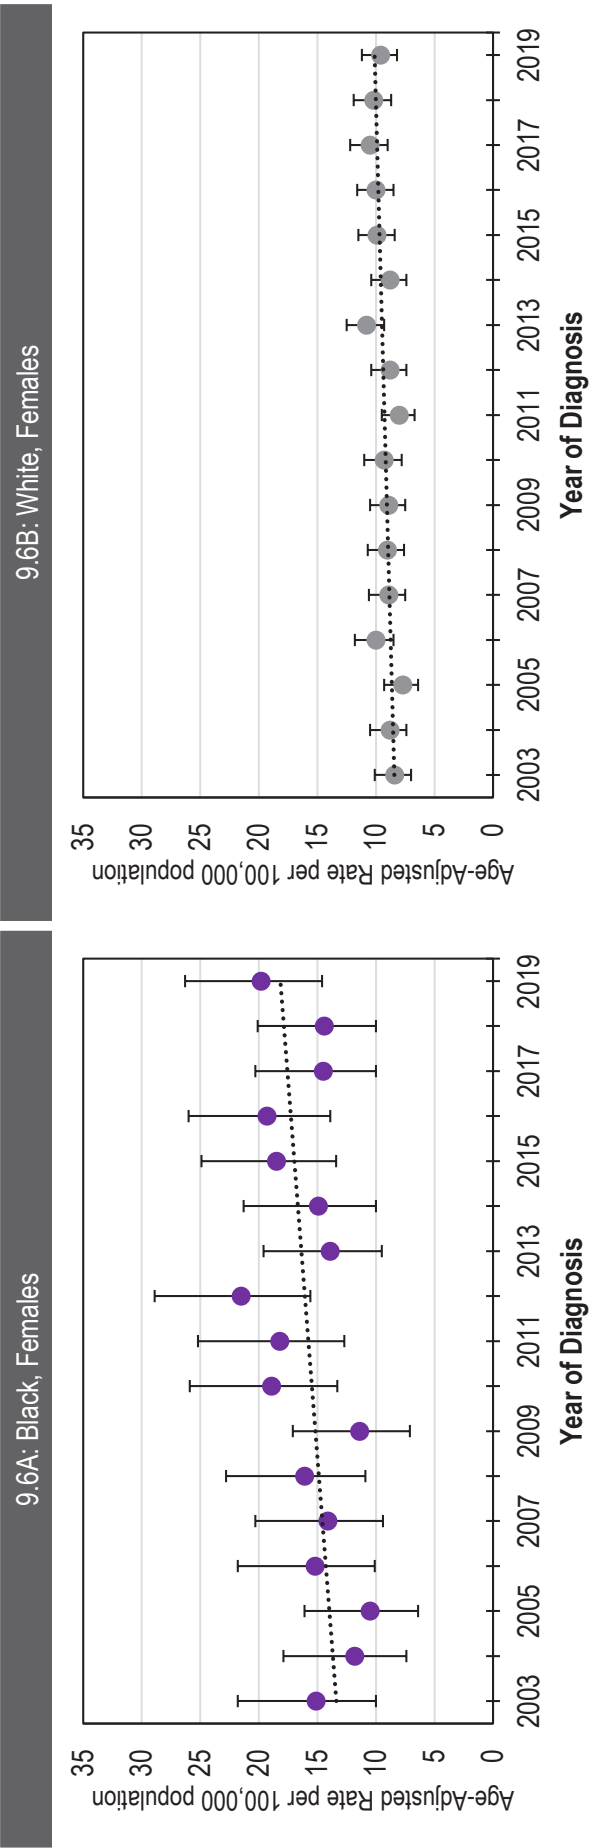 9.6A: Black, Females
Age-Adjusted Rate per 100,000 population
35
30
25
20
15
10
5
0
2003 2005 2007 2009 2011 2013 2015 2017 2019
Year of Diagnosis
9.6B: White, Females
Age-Adjusted Rate per 100,000 population
35
30
25
20
15
10
5
0
2003 2005 2007 2009 2011 2013 2015 2017 2019
Year of Diagnosis